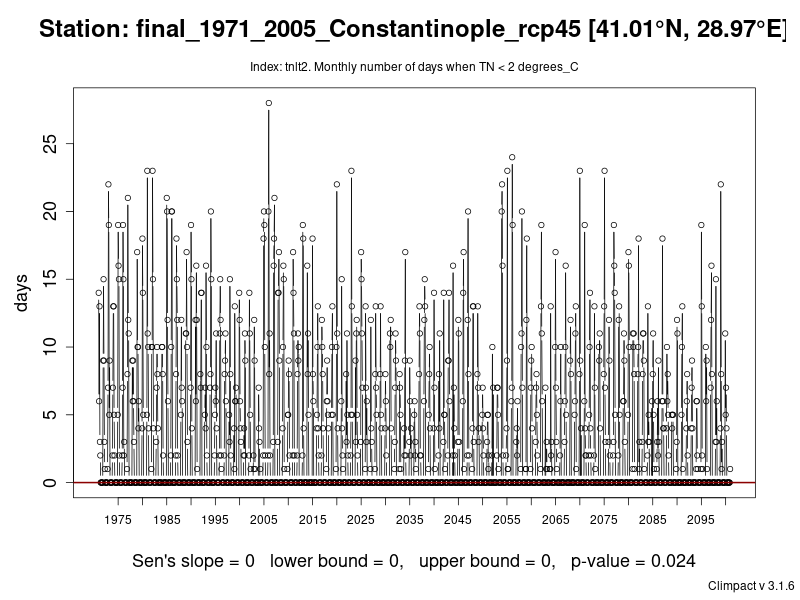 Station: final_1971_2005_Constantinople_rcp45 [41.01°N, 28.97°E]
Index: tnlt2. Monthly number of days when TN < 2 degrees_C
days
25
20
15
10
5
0
1975 1985 1995 2005 2015 2025 2035 2045 2055 2065 2075 2085 2095
Sen's slope = 0 lower bound = 0, upper bound = 0, p-value = 0.024
Climpact v 3.1.6